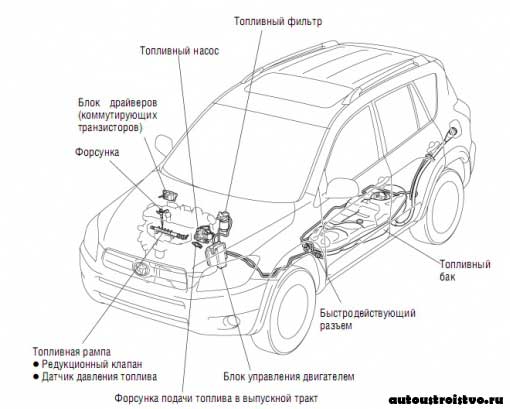 Топливный фильтр
Топливный насос
Блок драйверов
(коммутирующих
транзисторов)
Форсунка
Топливный
бак
Быстродействующий
разъем
Топливная рампа
● Редукционный клапан
● Датчик давления топлива
Блок управления двигателем
Форсунка подачи топлива в выпускной тракт
autoustroistvo.ru